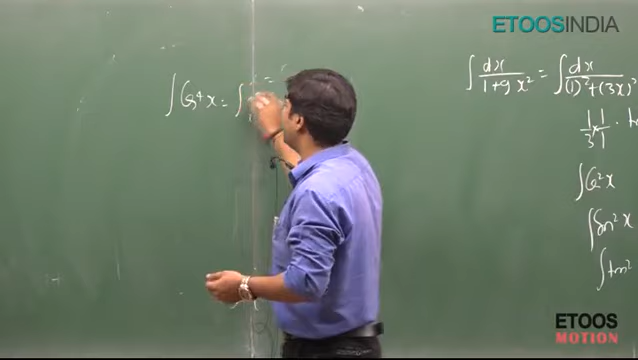 ETOOSINDIA
∫ dx/1+9x² = ∫ dx/(1)²+(3x)²
∫ Cos⁴x = ∫
1/3 × 1/1 ·
∫ Cos²x
∫ Sin²x
∫ tan²
ETOOS
MOTION